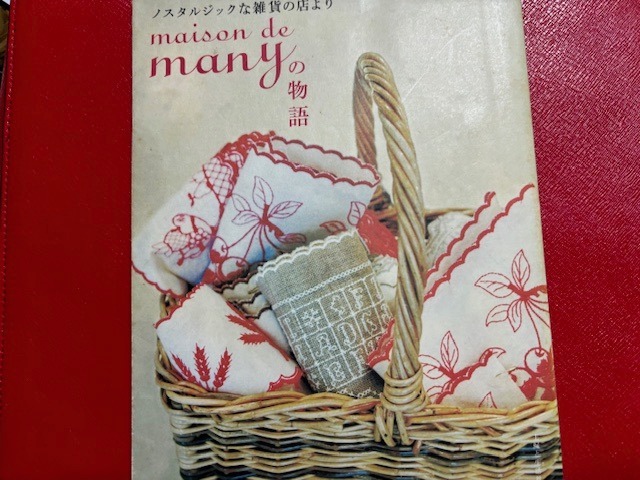 ノスタルジックな雑貨の店より
maison de
manyの物語